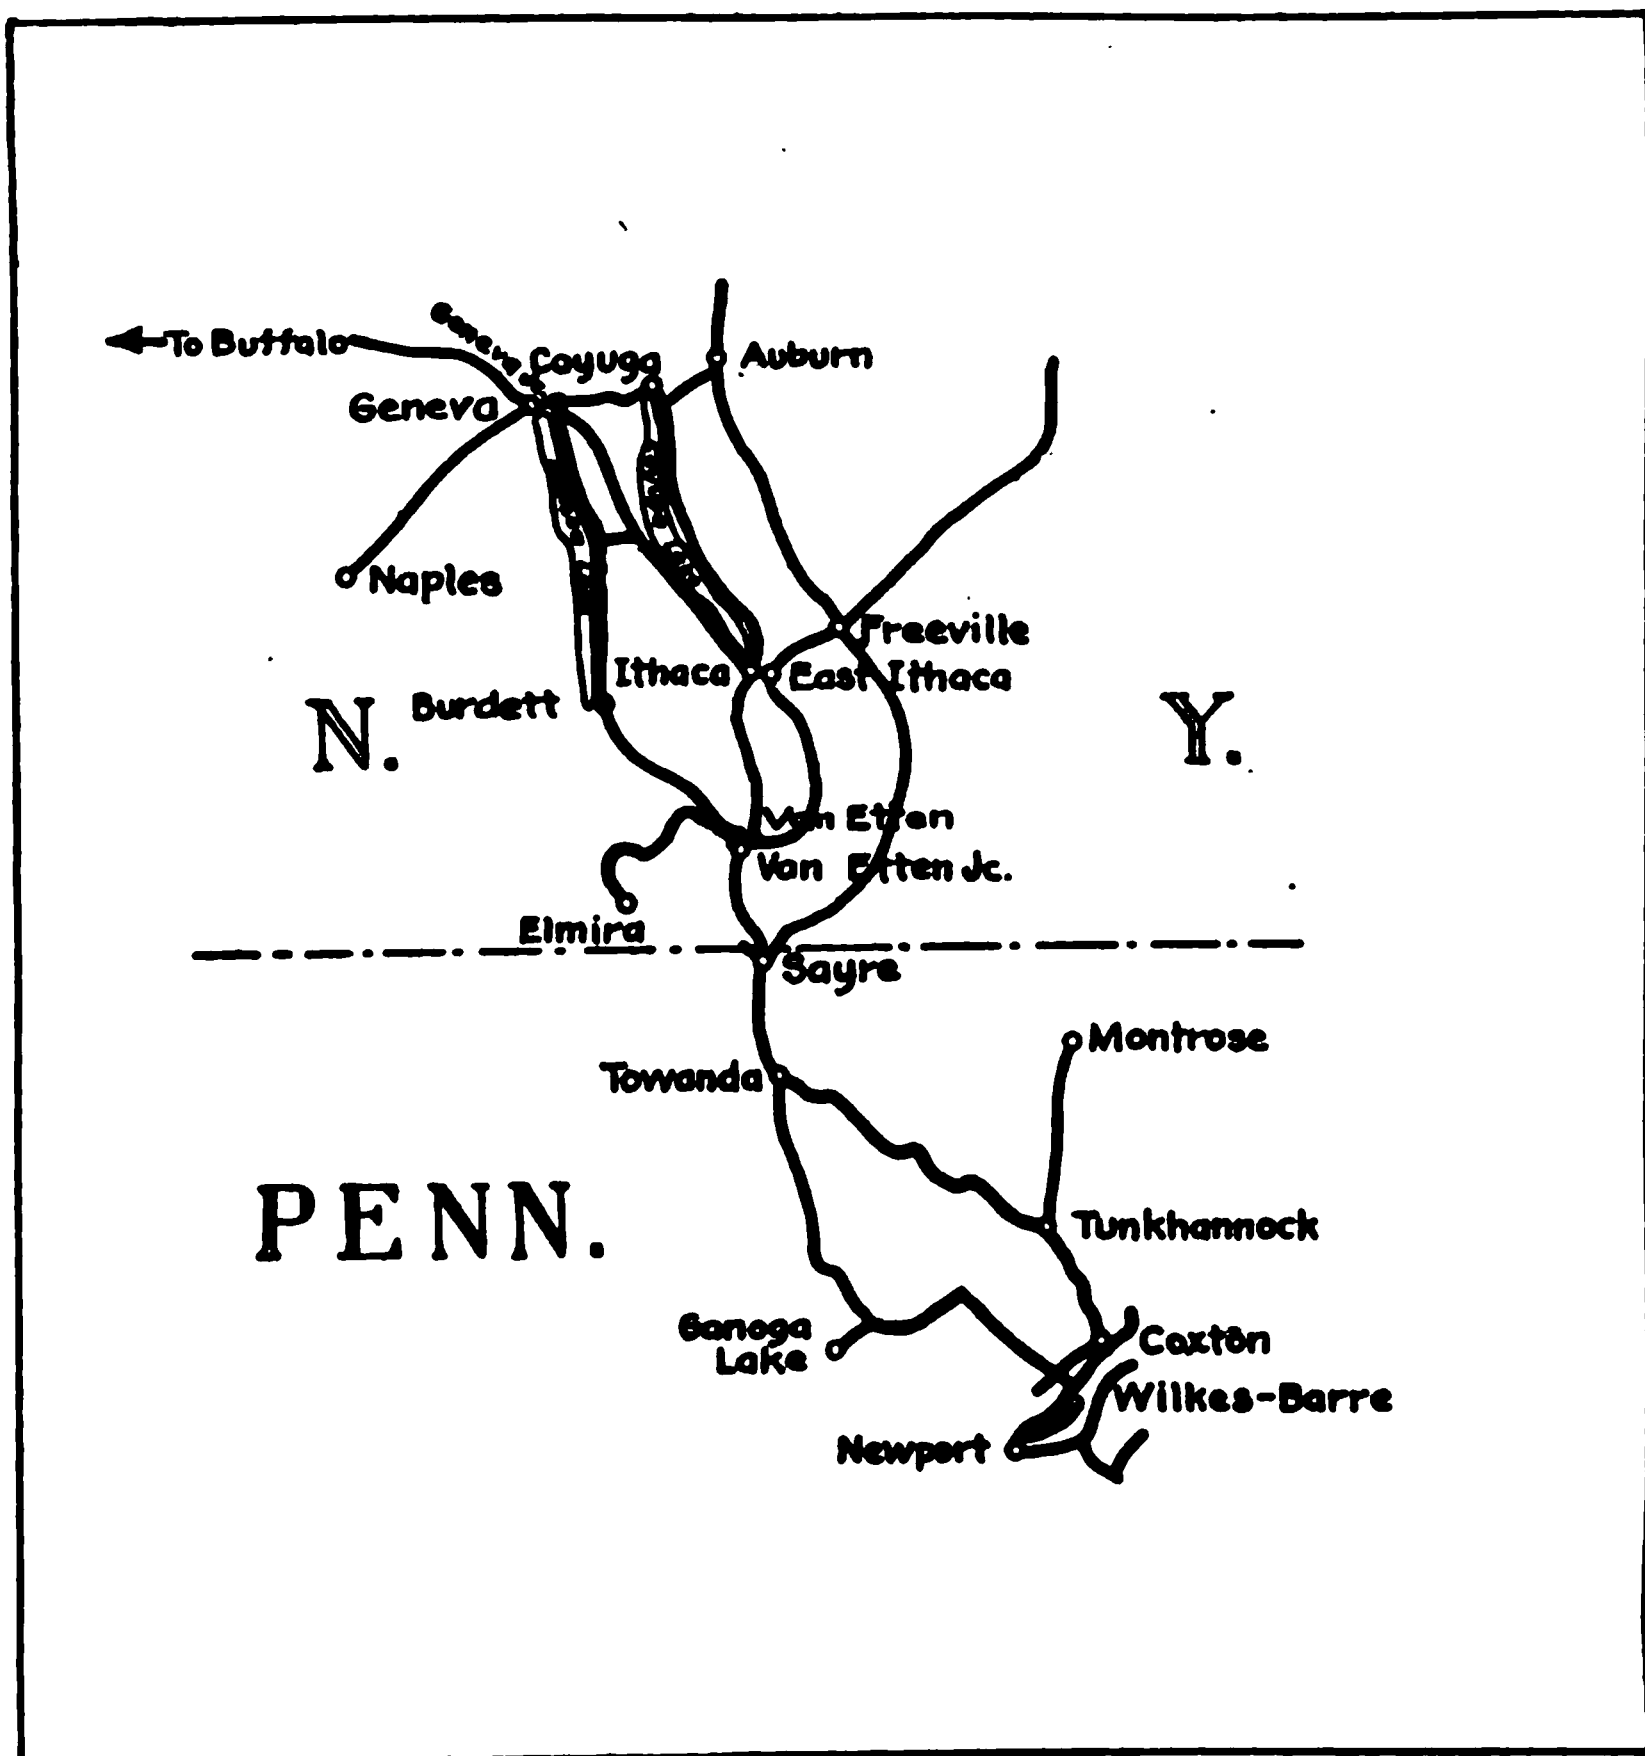 To Buffalo
Cayuga
Auburn
Geneva
Naples
Freeville
Ithaca
East Ithaca
N. Y.
Burdett
Van Etten
Van Etten Jc.
Elmira
Sayre
Montrose
Towanda
PENN.
Tunkhannock
Ganoga
Lake
Coxton
Wilkes-Barre
Newport